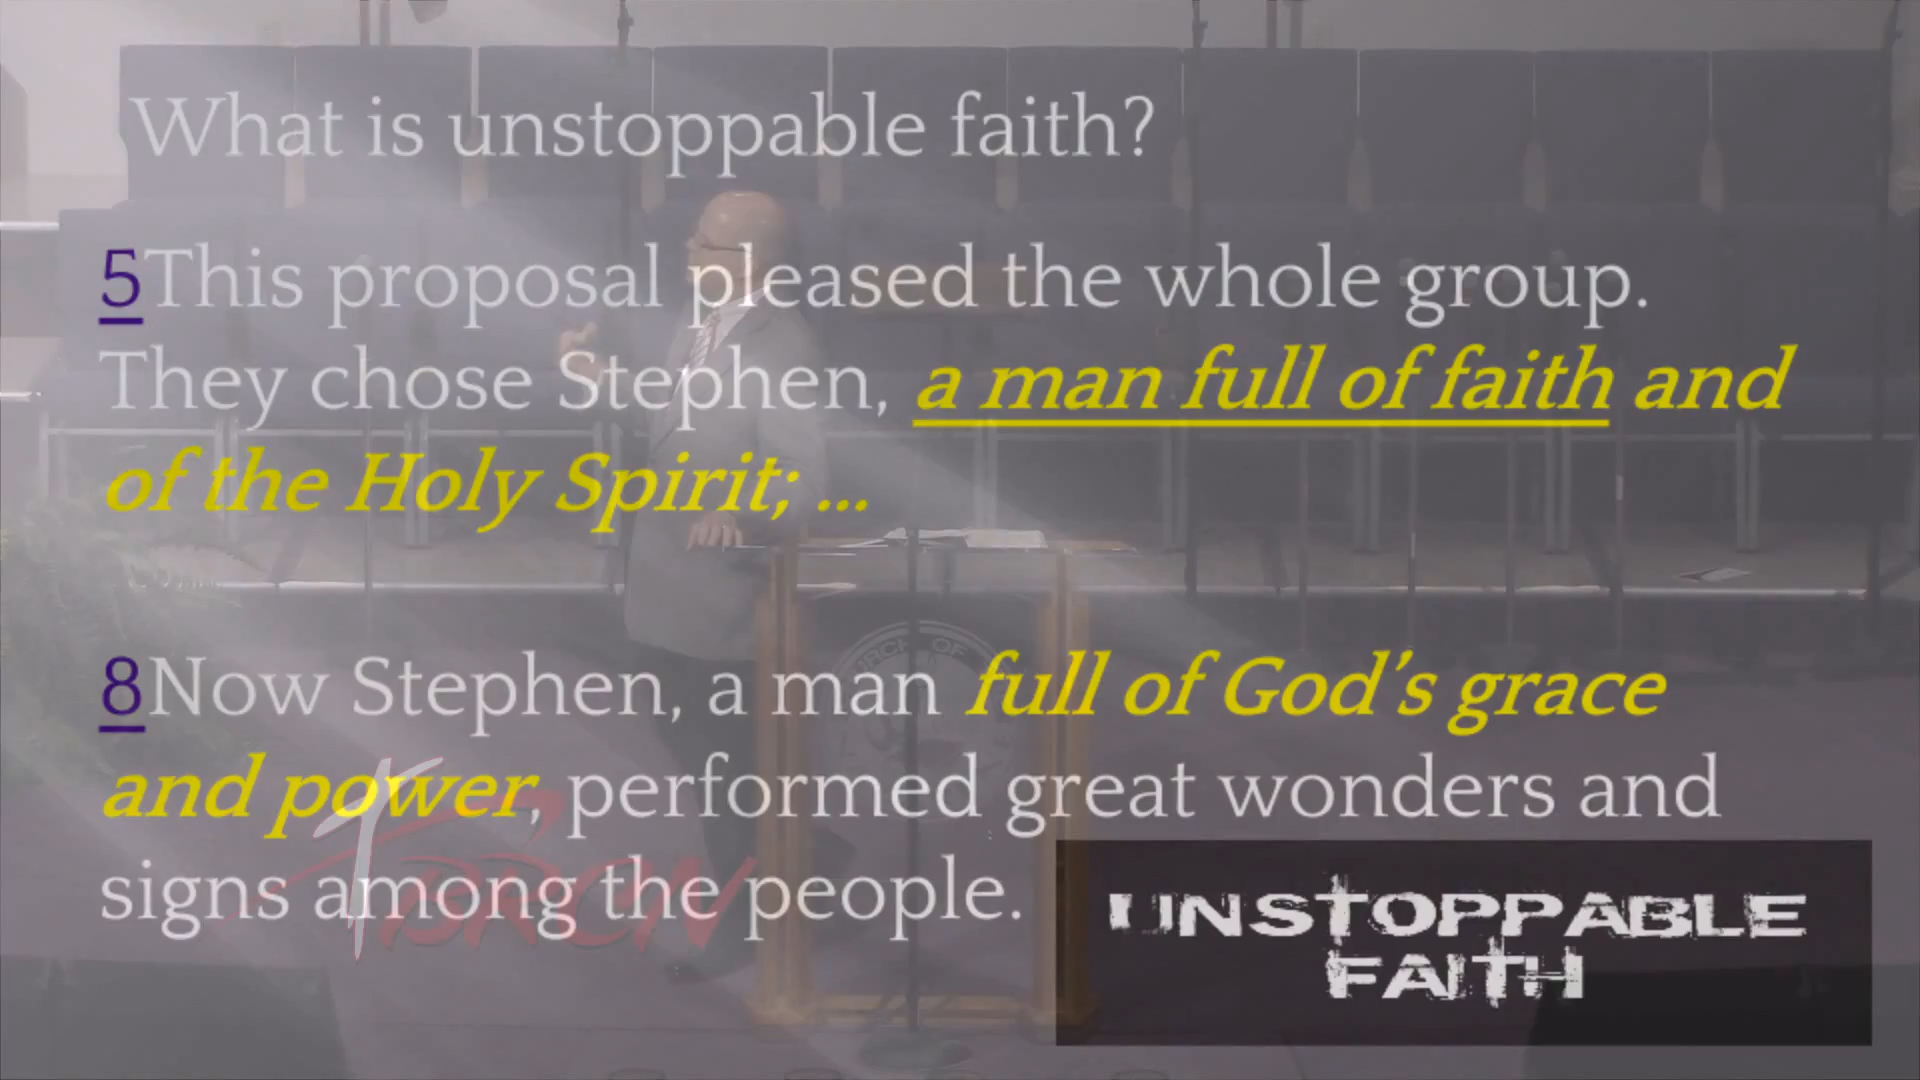 What is unstoppable faith?
5This proposal pleased the whole group.
They chose Stephen, a man full of faith and
of the Holy Spirit; ...
8Now Stephen, a man full of God's grace
and power, performed great wonders and
signs among the people.
UNSTOPPABLE
FAITH